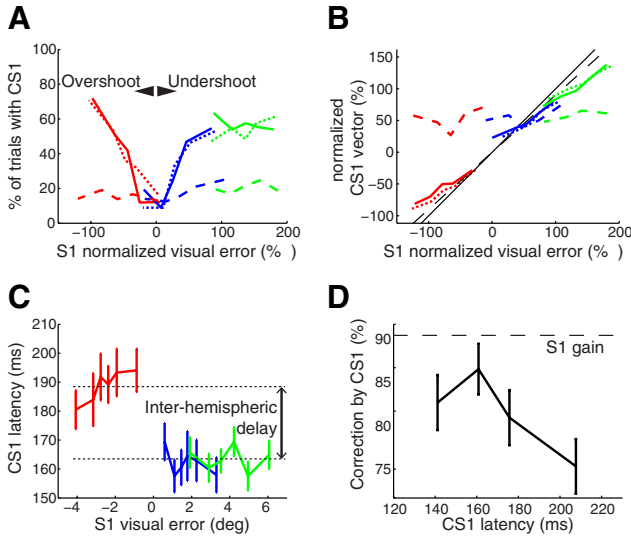 A
% of trials with CS1
100
80
60
40
20
0
Overshoot
Undershoot
−100
0
100
200
S1 normalized visual error (% )
B
normalized
CS1 vector (%)
150
100
50
0
−50
−100
−100
0
100
200
S1 normalized visual error (% )
C
CS1 latency (ms)
210
200
190
180
170
160
150
Inter-hemispheric
delay
−4
−2
0
2
4
6
S1 visual error (deg)
D
Correction by CS1 (%)
90
85
80
75
S1 gain
120
140
160
180
200
220
CS1 latency (ms)